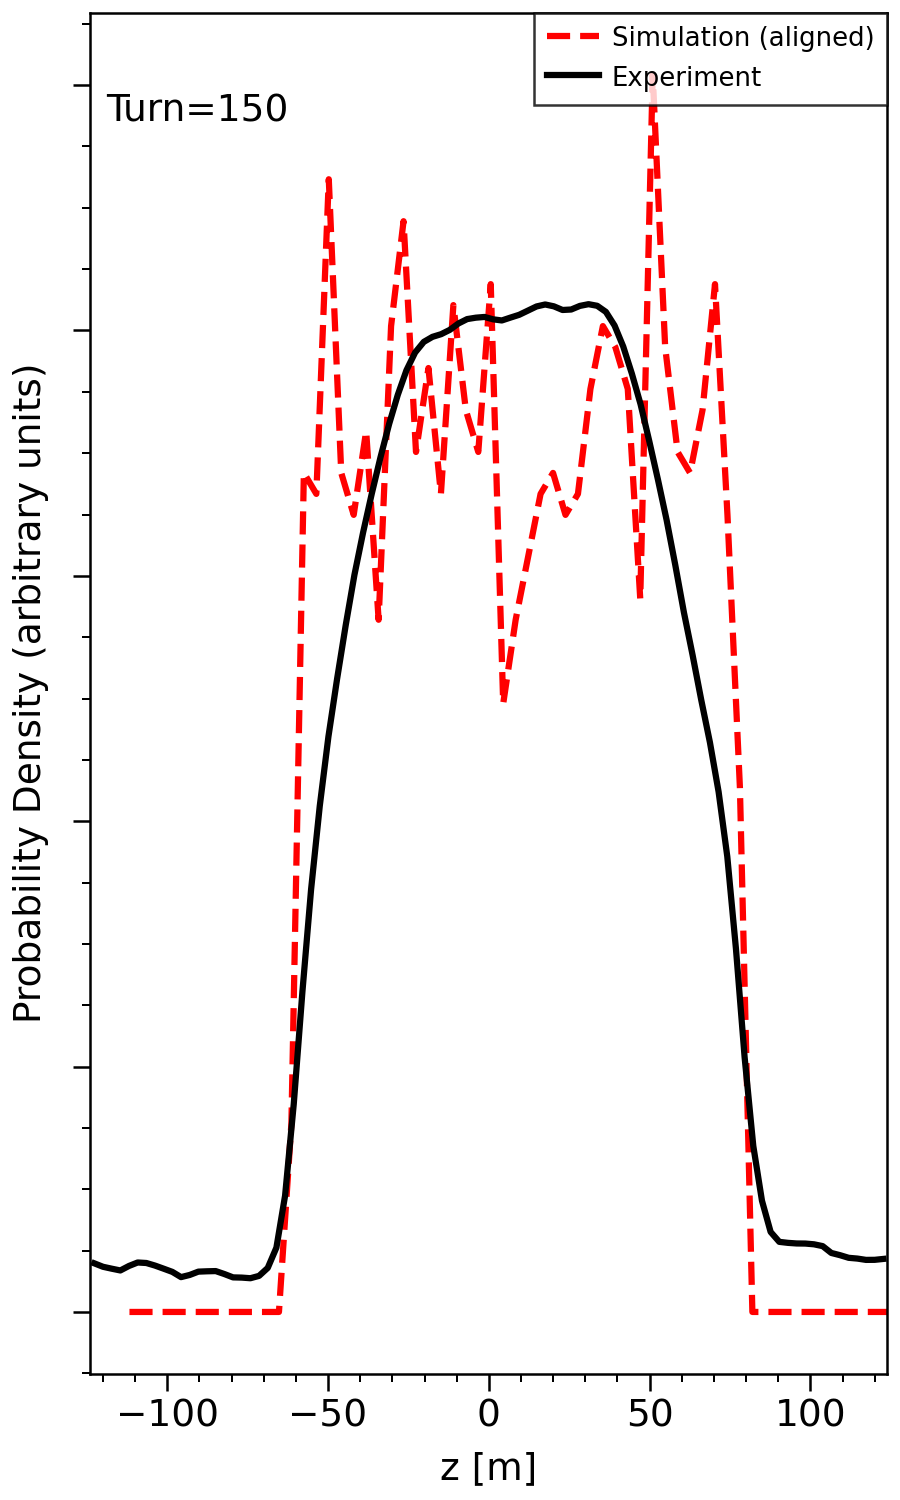 Simulation (aligned)
Experiment
Turn=150
Probability Density (arbitrary units)
−100
−50
0
50
100
z [m]